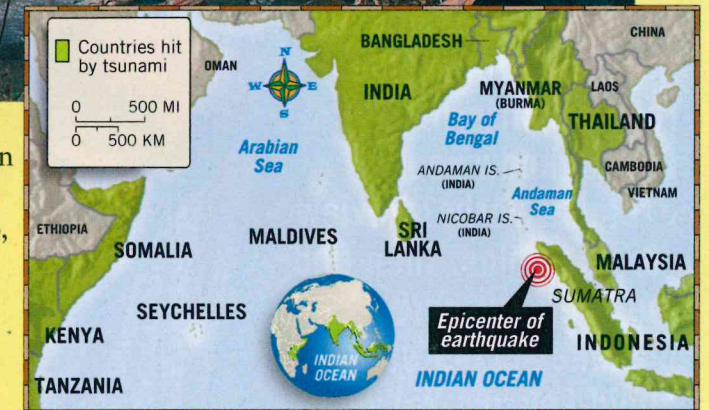 Countries hit
by tsunami
0 500 MI
0 500 KM
N
W E
S
OMAN
BANGLADESH
CHINA
INDIA
MYANMAR
(BURMA)
LAOS
THAILAND
Bay of
Bengal
Arabian
Sea
ANDAMAN IS.
(INDIA)
CAMBODIA
VIETNAM
Andaman
Sea
NICOBAR IS.
(INDIA)
ETHIOPIA
SOMALIA
MALDIVES
SRI
LANKA
MALAYSIA
SUMATRA
SEYCHELLES
Epicenter of
earthquake
INDONESIA
KENYA
INDIAN
OCEAN
INDIAN OCEAN
TANZANIA
n
,